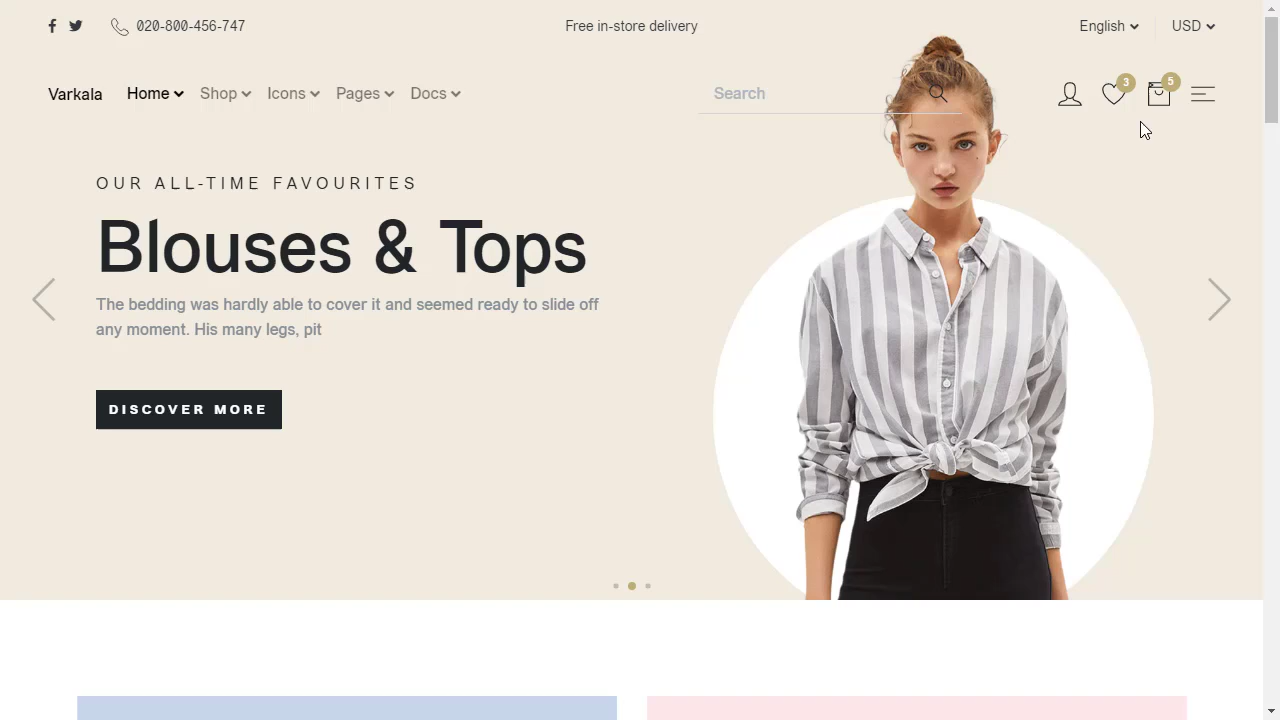 020-800-456-747
Free in-store delivery
English
USD
Varkala
Home
Shop
Icons
Pages
Docs
Search
3
5
OUR ALL-TIME FAVOURITES
Blouses & Tops
The bedding was hardly able to cover it and seemed ready to slide off
any moment. His many legs, pit
DISCOVER MORE